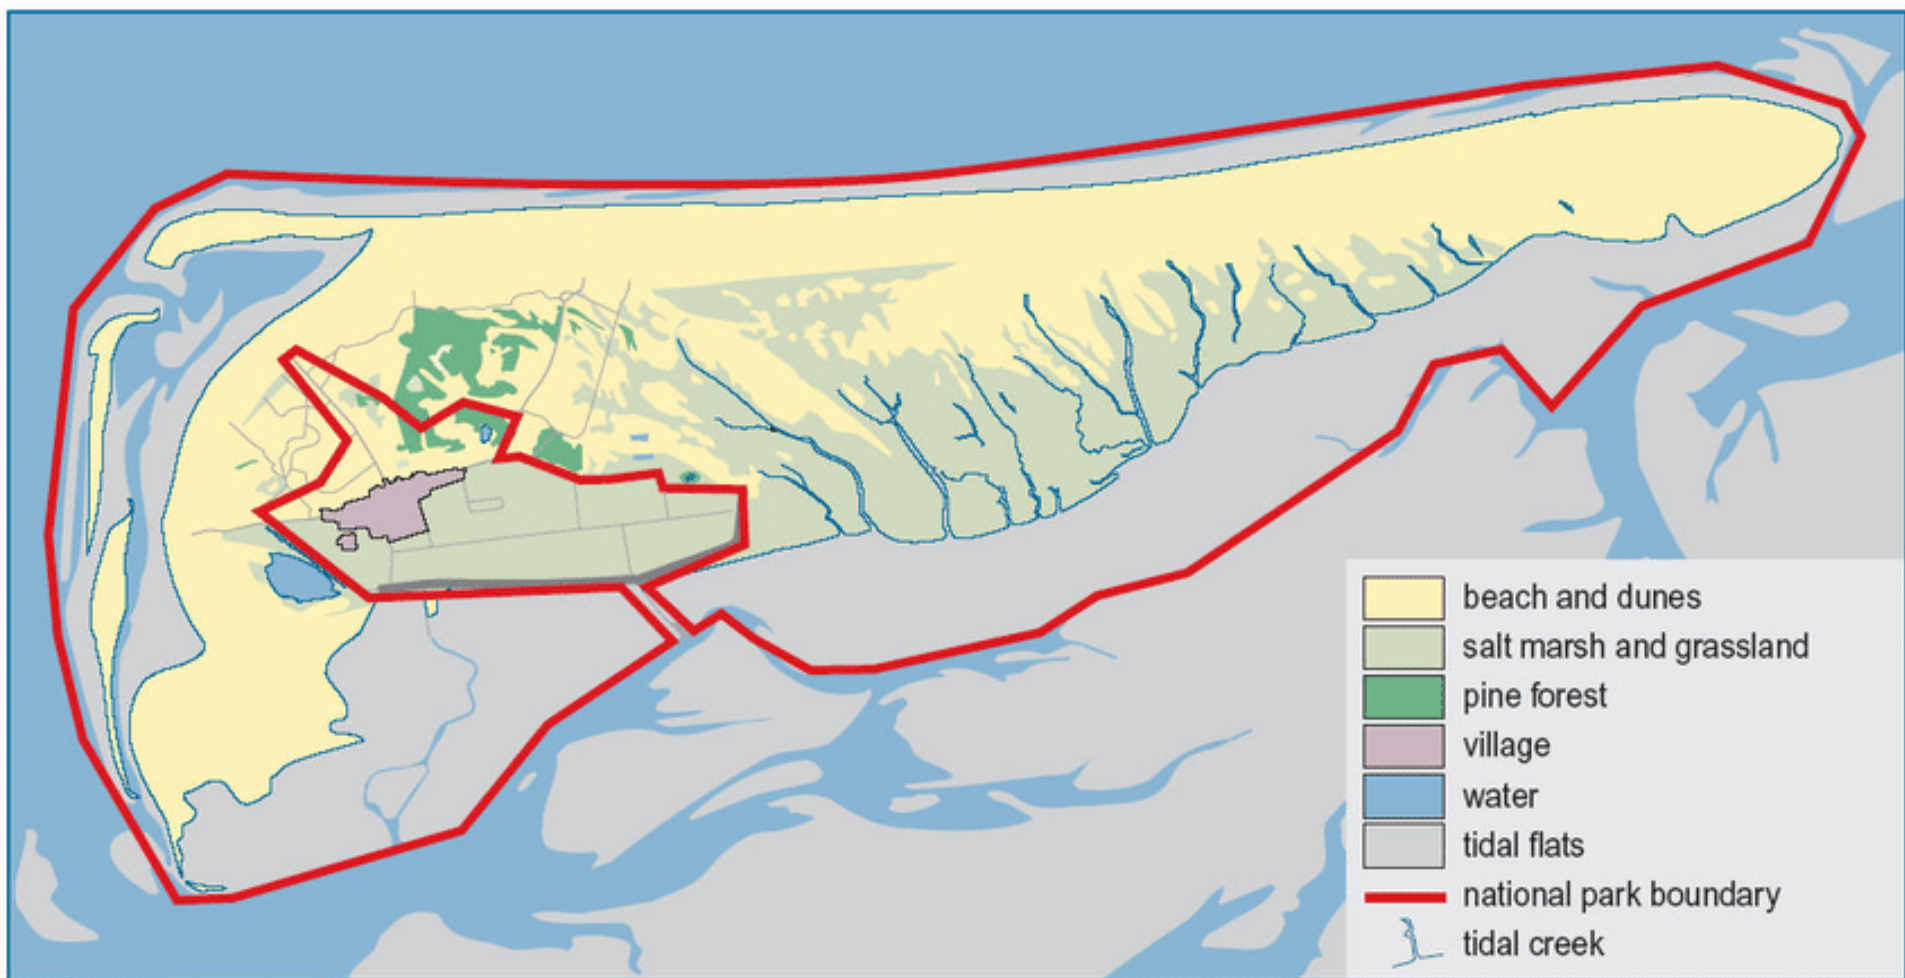 beach and dunes
salt marsh and grassland
pine forest
village
water
tidal flats
national park boundary
tidal creek